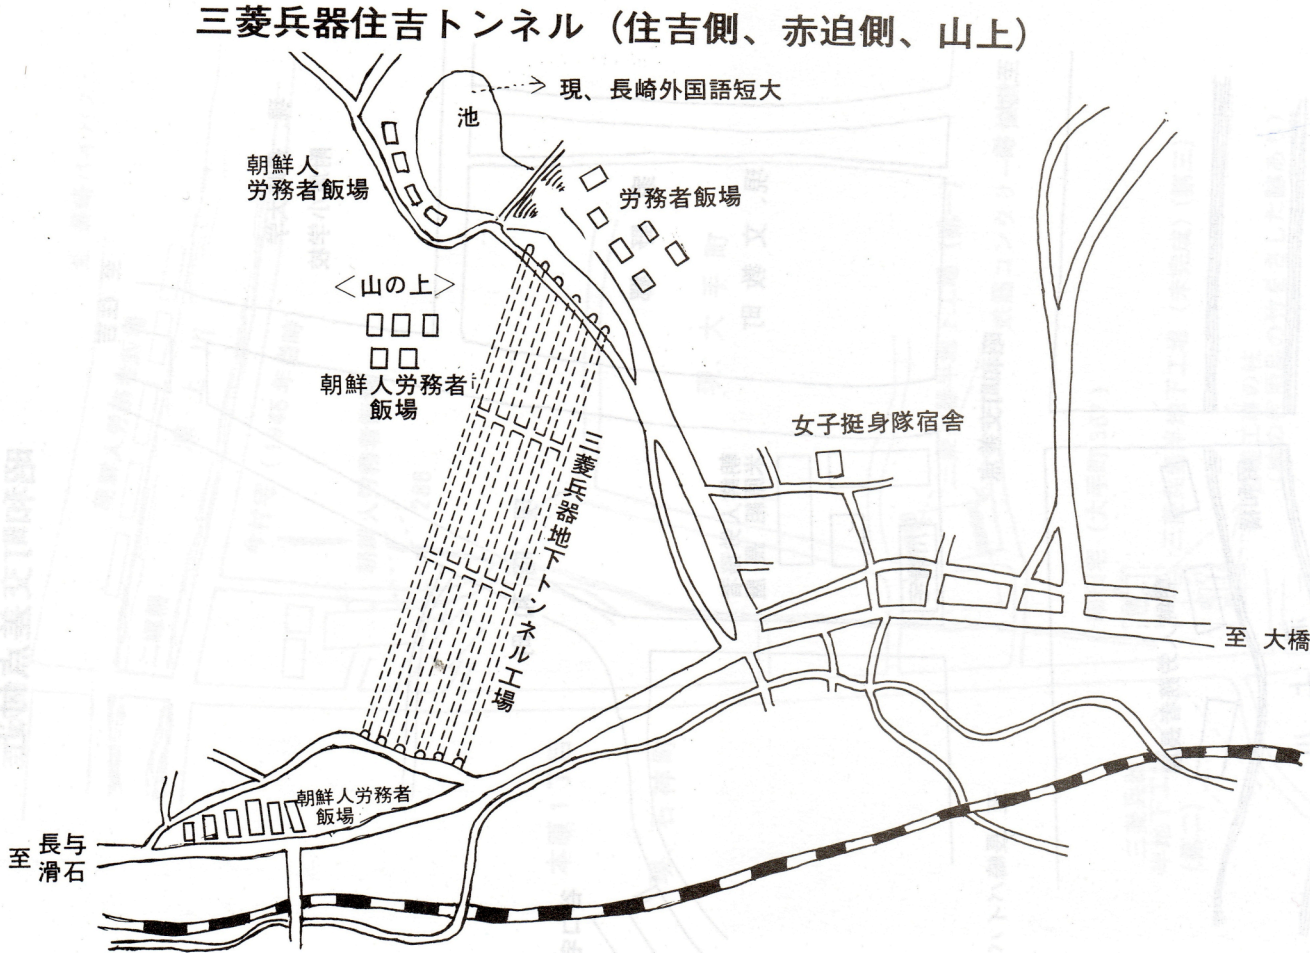 三菱兵器住吉トンネル（住吉側、赤迫側、山上）
現、長崎外国語短大
池
朝鮮人
労務者飯場
労務者飯場
＜山の上＞
朝鮮人労務者
飯場
女子挺身隊宿舎
三菱兵器地下トンネル工場
至 大橋
朝鮮人労務者
飯場
至 長与
滑石